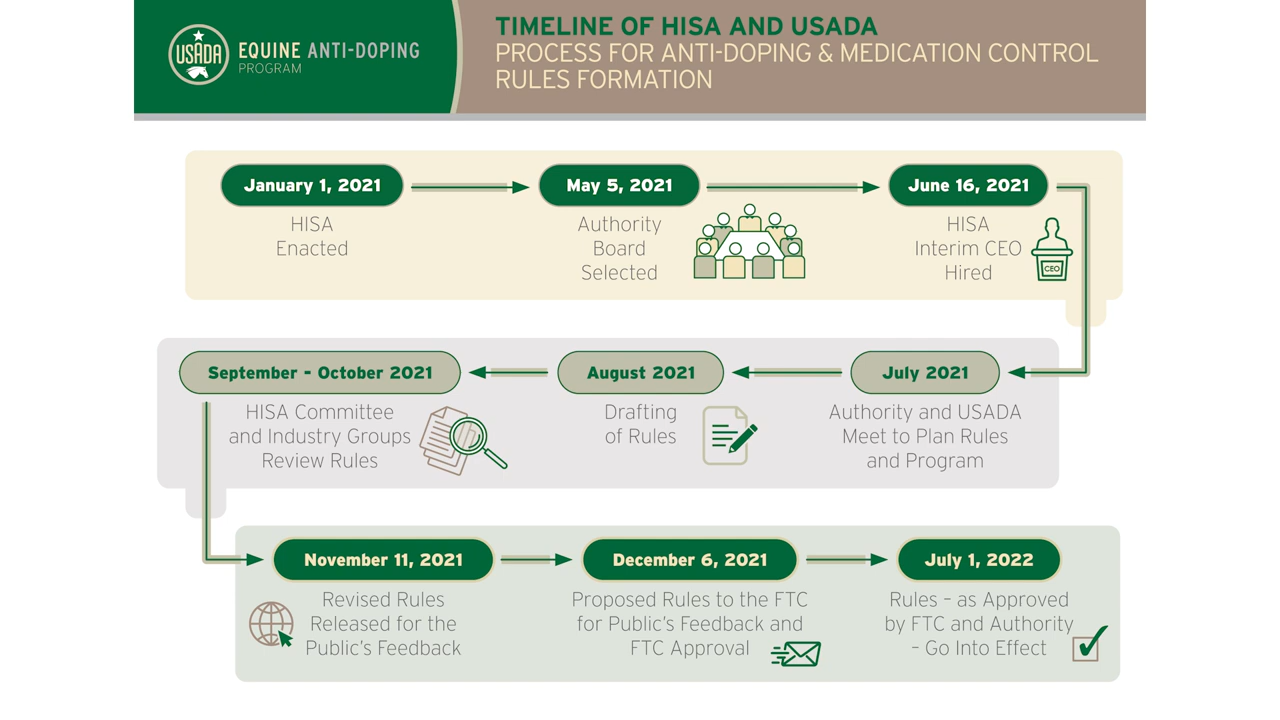 USADA
EQUINE ANTI-DOPING
PROGRAM
TIMELINE OF HISA AND USADA
PROCESS FOR ANTI-DOPING & MEDICATION CONTROL
RULES FORMATION
January 1, 2021
HISA
Enacted
May 5, 2021
Authority
Board
Selected
June 16, 2021
HISA
Interim CEO
Hired
CEO
July 2021
Authority and USADA
Meet to Plan Rules
and Program
August 2021
Drafting
of Rules
September - October 2021
HISA Committee
and Industry Groups
Review Rules
November 11, 2021
Revised Rules
Released for the
Public's Feedback
December 6, 2021
Proposed Rules to the FTC
for Public's Feedback and
FTC Approval
July 1, 2022
Rules – as Approved
by FTC and Authority
– Go Into Effect